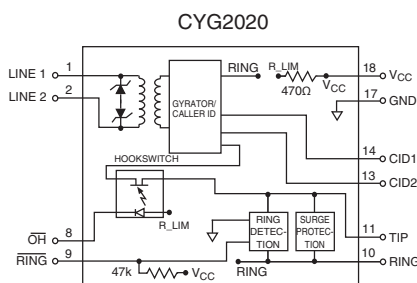 CYG2020
LINE 1
1
LINE 2
2
GYRATOR/
CALLER ID
RING
R_LIM
470Ω
VCC
18
VCC
17
GND
14
CID1
13
CID2
HOOKSWITCH
R_LIM
RING
DETEC-
TION
SURGE
PROTEC-
TION
11
TIP
10
RING
OH
8
RING
9
47k
VCC
RING